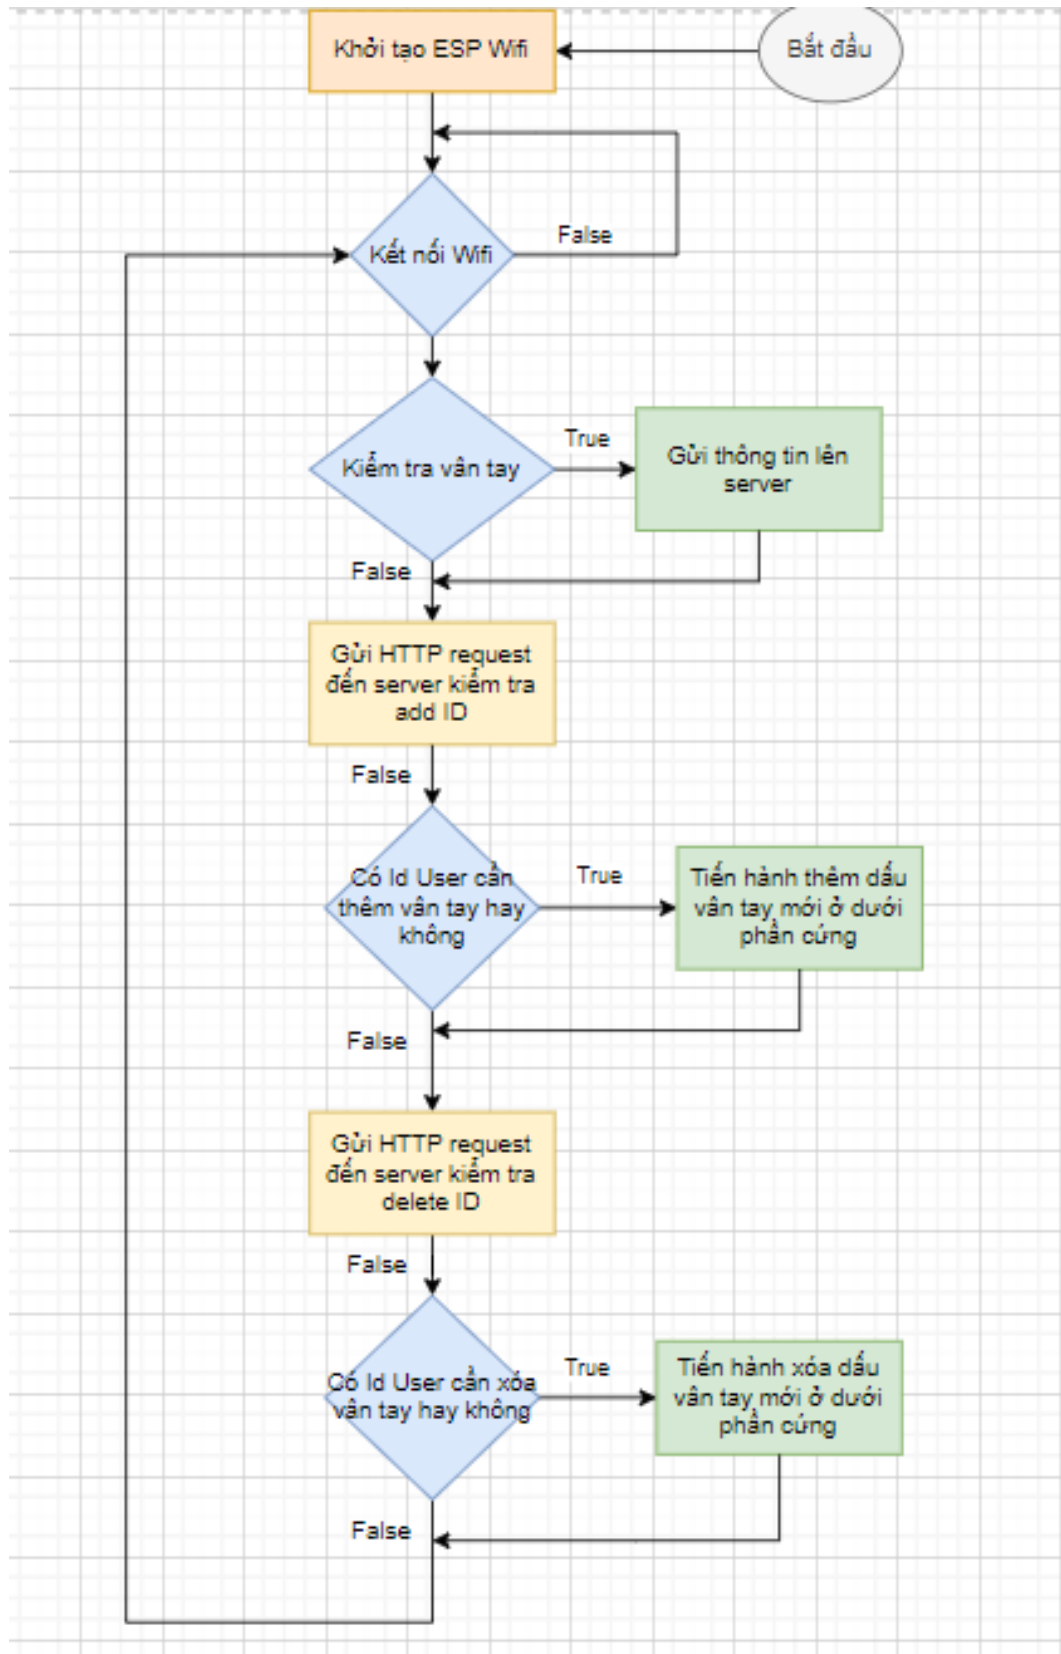 Khởi tạo ESP Wifi
Bắt đầu
Kết nối Wifi
False
Kiểm tra vân tay
True
Gửi thông tin lên
server
False
Gửi HTTP request
đến server kiểm tra
add ID
False
Có Id User cần
thêm vân tay hay
không
True
Tiến hành thêm dấu
vân tay mới ở dưới
phần cứng
False
Gửi HTTP request
đến server kiểm tra
delete ID
False
Có Id User cần xóa
vân tay hay không
True
Tiến hành xóa dấu
vân tay mới ở dưới
phần cứng
False